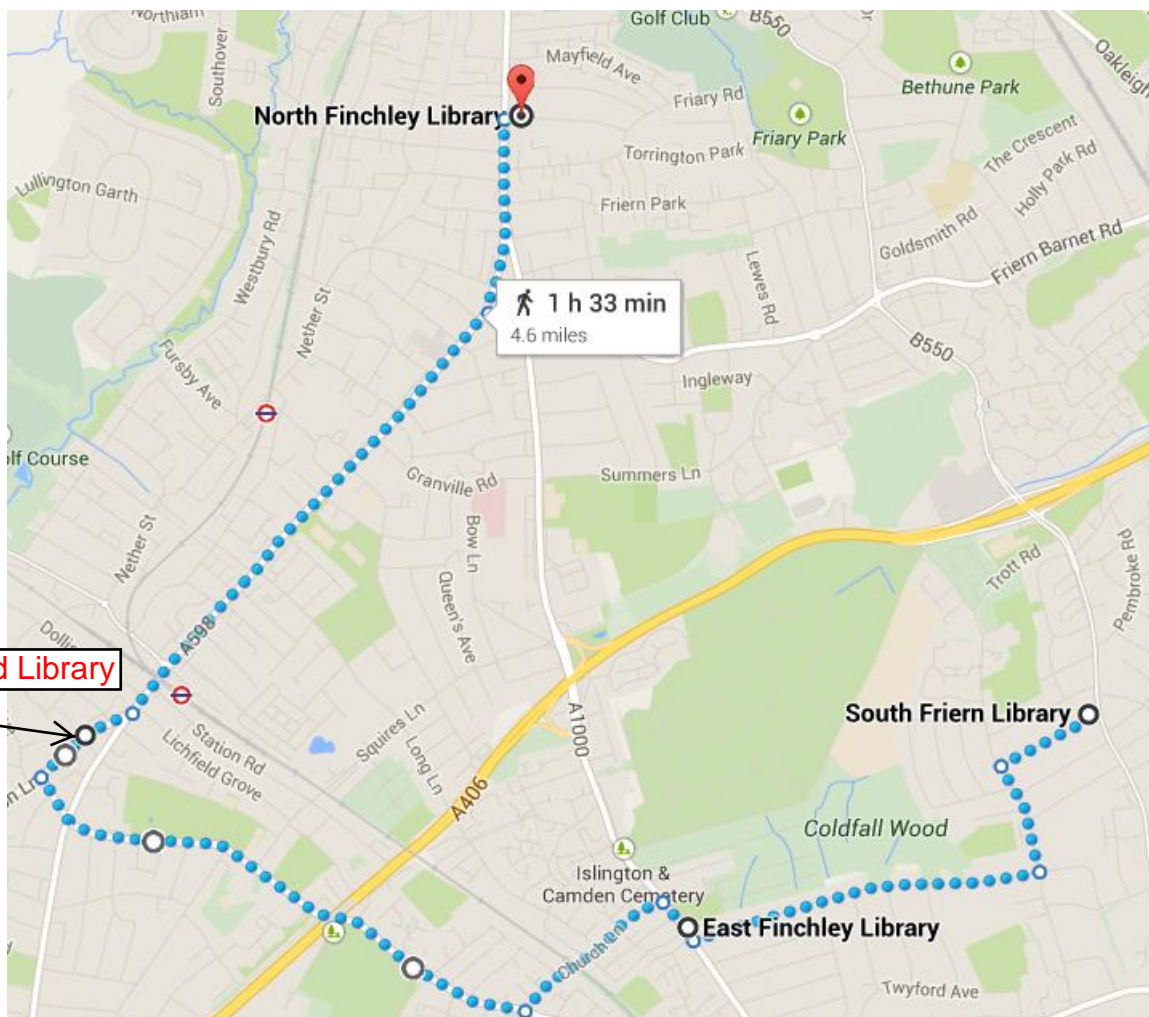 Northiam
Golf Club
B550
Southover
Mayfield Ave
Oakleigh
Bethune Park
North Finchley Library
Friary Rd
Friary Park
Torrington Park
The Crescent
Holly Park Rd
Lullington Garth
Friern Park
Goldsmith Rd
Friern Barnet Rd
Westbury Rd
Lewes Rd
Nether St
1 h 33 min
4.6 miles
B550
Fursby Ave
Ingleway
olf Course
Granville Rd
Summers Ln
Bow Ln
Nether St
Trott Rd
Pembroke Rd
Queen's Ave
A598
d Library
Squires Ln
Long Ln
A1000
South Friern Library
Station Rd
Lichfield Grove
A406
Coldfall Wood
Islington &
Camden Cemetery
East Finchley Library
Church Ln
Twyford Ave